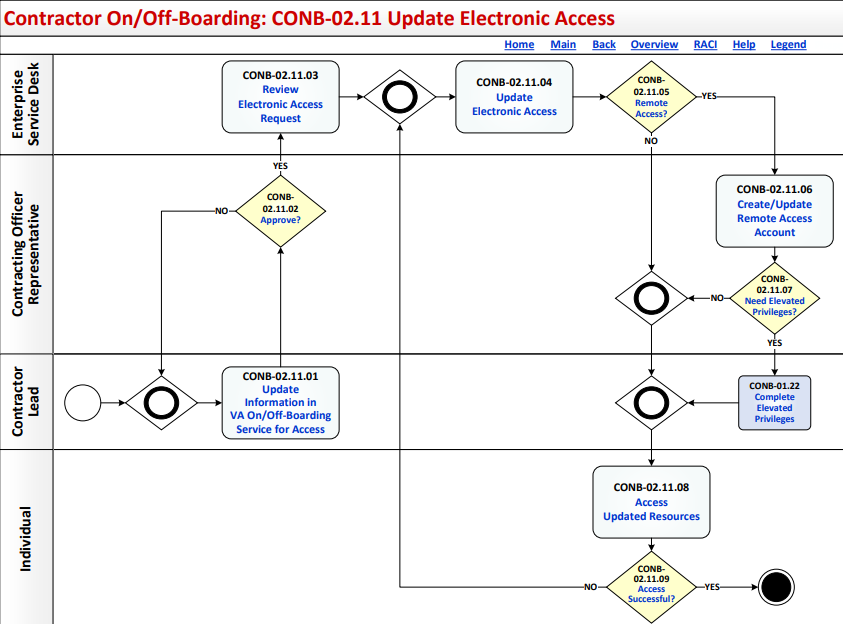 Contractor On/Off-Boarding: CONB-02.11 Update Electronic Access
Home Main Back Overview RACI Help Legend
Enterprise
Service Desk
CONB-02.11.03
Review
Electronic Access
Request
CONB-02.11.04
Update
Electronic Access
CONB-
02.11.05
Remote
Access?
YES
NO
Contracting Officer
Representative
YES
CONB-
02.11.02
Approve?
NO
CONB-02.11.06
Create/Update
Remote Access
Account
CONB-
02.11.07
Need Elevated
Privileges?
NO
YES
Contractor
Lead
CONB-02.11.01
Update
Information in
VA On/Off-Boarding
Service for Access
CONB-01.22
Complete
Elevated
Privileges
Individual
CONB-02.11.08
Access
Updated Resources
CONB-
02.11.09
Access
Successful?
NO
YES